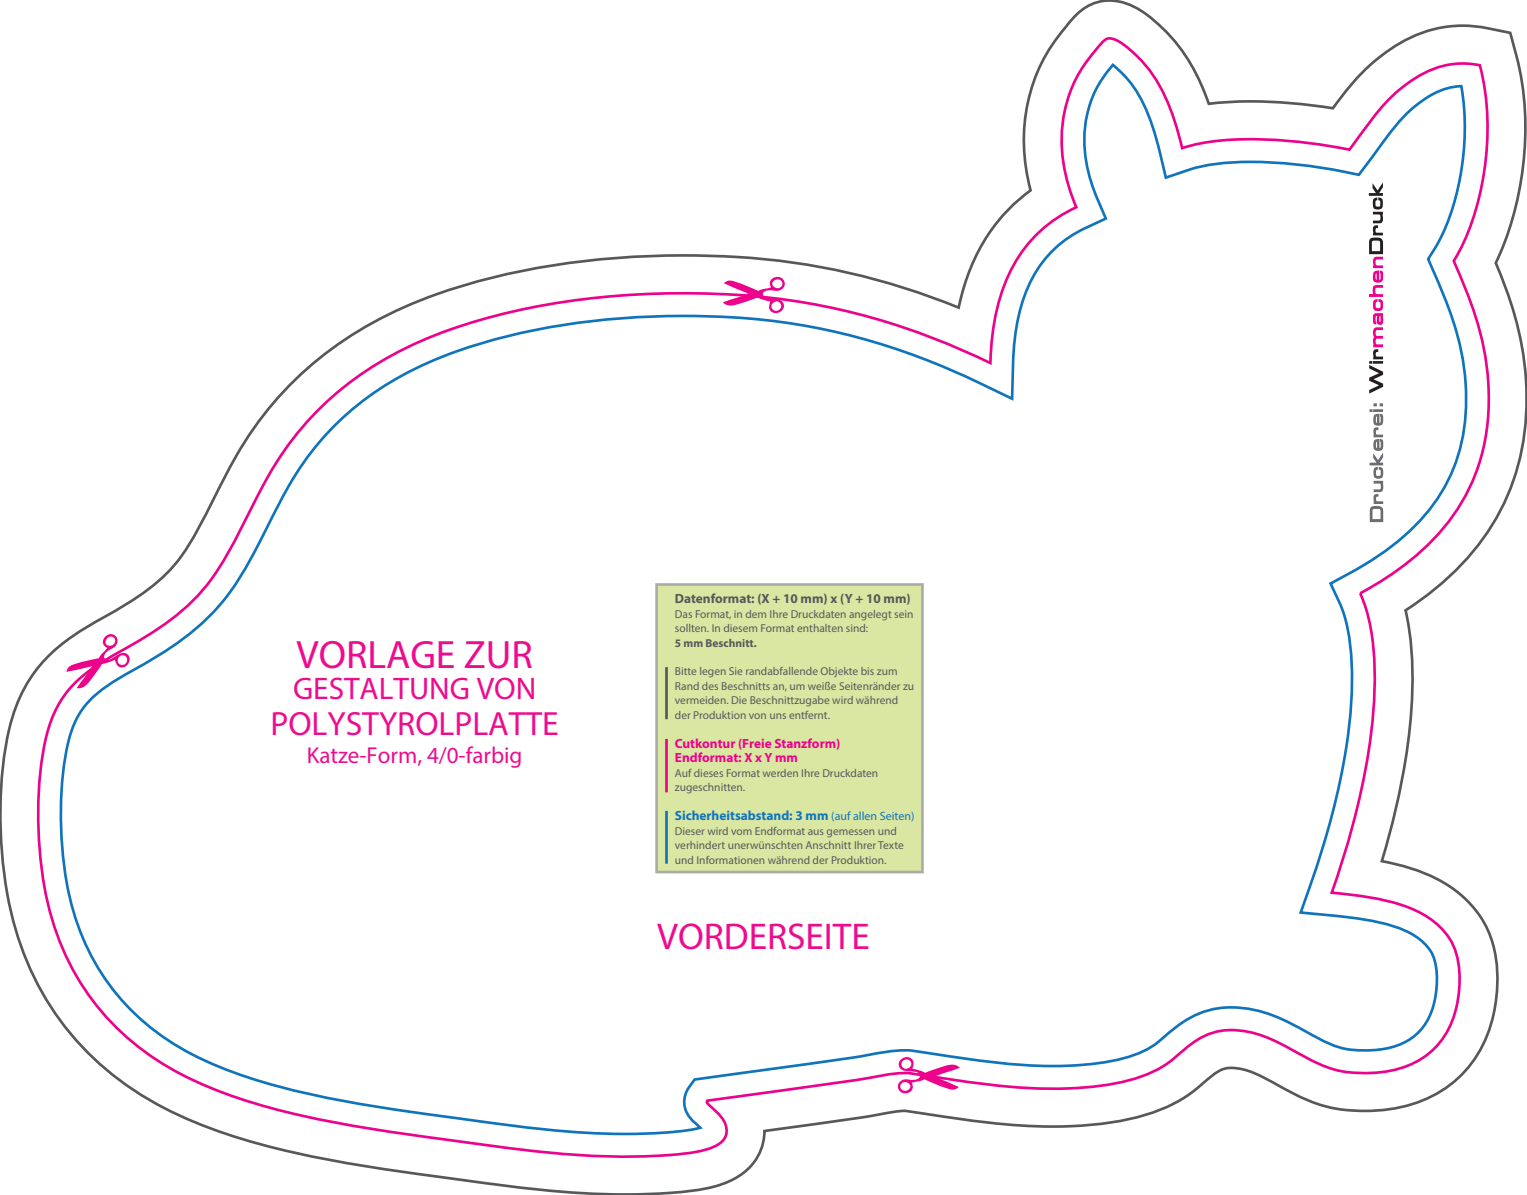 Druckerei: WirmachenDruck
VORLAGE ZUR
GESTALTUNG VON
POLYSTYROLPLATTE
Katze-Form, 4/0-farbig
Datenformat: (X + 10 mm) x (Y + 10 mm)
Das Format, in dem Ihre Druckdaten angelegt sein
sollten. In diesem Format enthalten sind:
5 mm Beschnitt.
Bitte legen Sie randabfallende Objekte bis zum
Rand des Beschnitts an, um weiße Seitenränder zu
vermeiden. Die Beschnittzugabe wird während
der Produktion von uns entfernt.
Cutkontur (Freie Stanzform)
Endformat: X x Y mm
Auf dieses Format werden Ihre Druckdaten
zugeschnitten.
Sicherheitsabstand: 3 mm (auf allen Seiten)
Dieser wird vom Endformat aus gemessen und
verhindert unerwünschten Anschnitt Ihrer Texte
und Informationen während der Produktion.
VORDERSEITE